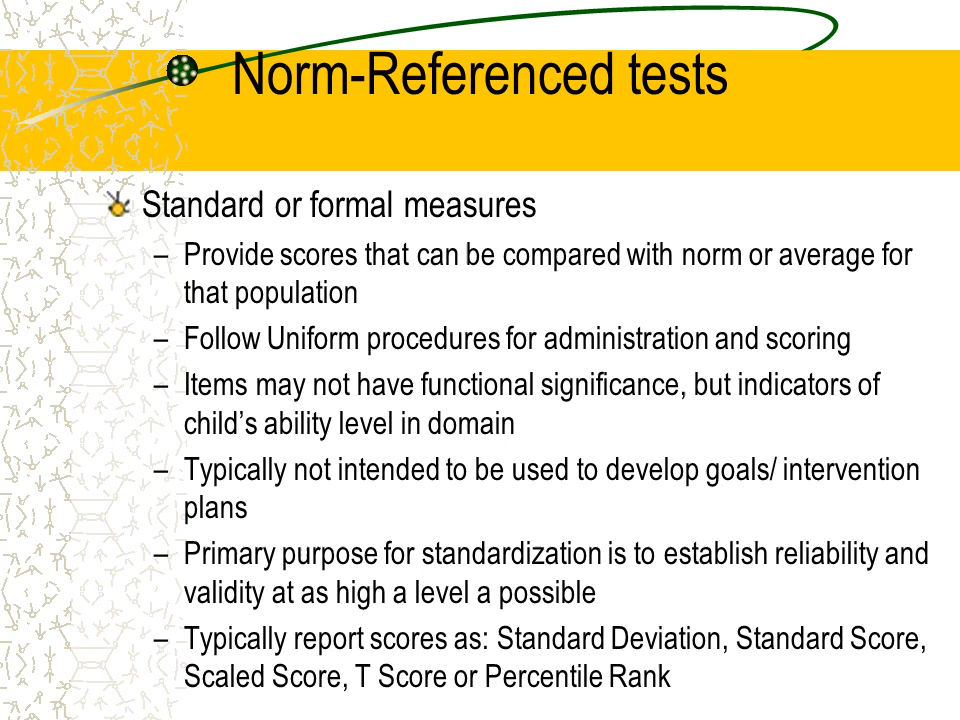 Norm-Referenced tests
Standard or formal measures
– Provide scores that can be compared with norm or average for
that population
– Follow Uniform procedures for administration and scoring
– Items may not have functional significance, but indicators of
child’s ability level in domain
– Typically not intended to be used to develop goals/ intervention
plans
– Primary purpose for standardization is to establish reliability and
validity at as high a level a possible
– Typically report scores as: Standard Deviation, Standard Score,
Scaled Score, T Score or Percentile Rank